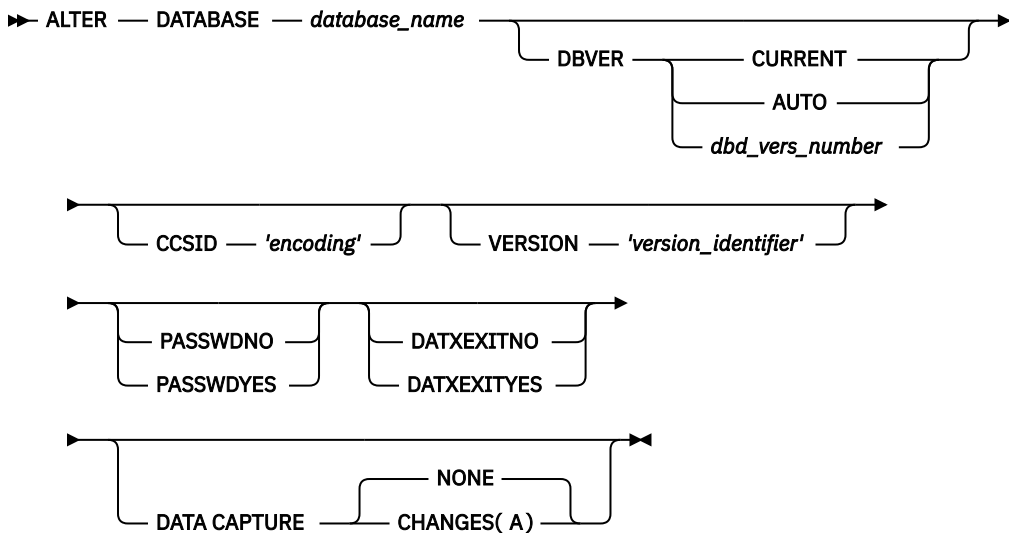 ALTER DATABASE database_name
DBVER CURRENT
AUTO
dbd_vers_number
CCSID 'encoding' VERSION 'version_identifier'
PASSWDNO DATXEXITNO
PASSWDYES DATXEXITYES
NONE
DATA CAPTURE CHANGES( A)